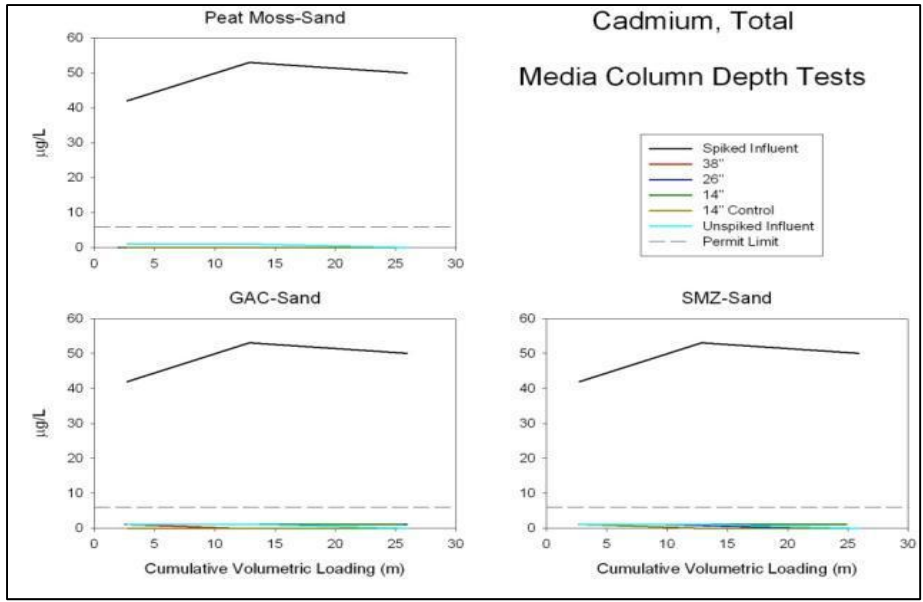 Peat Moss-Sand
Cadmium, Total
Media Column Depth Tests
60
50
40
30
20
10
0
µg/L
0 5 10 15 20 25 30
Spiked Influent
38"
26"
14"
14" Control
Unspiked Influent
Permit Limit
GAC-Sand
60
50
40
30
20
10
0
µg/L
0 5 10 15 20 25 30
Cumulative Volumetric Loading (m)
SMZ-Sand
60
50
40
30
20
10
0
0 5 10 15 20 25 30
Cumulative Volumetric Loading (m)